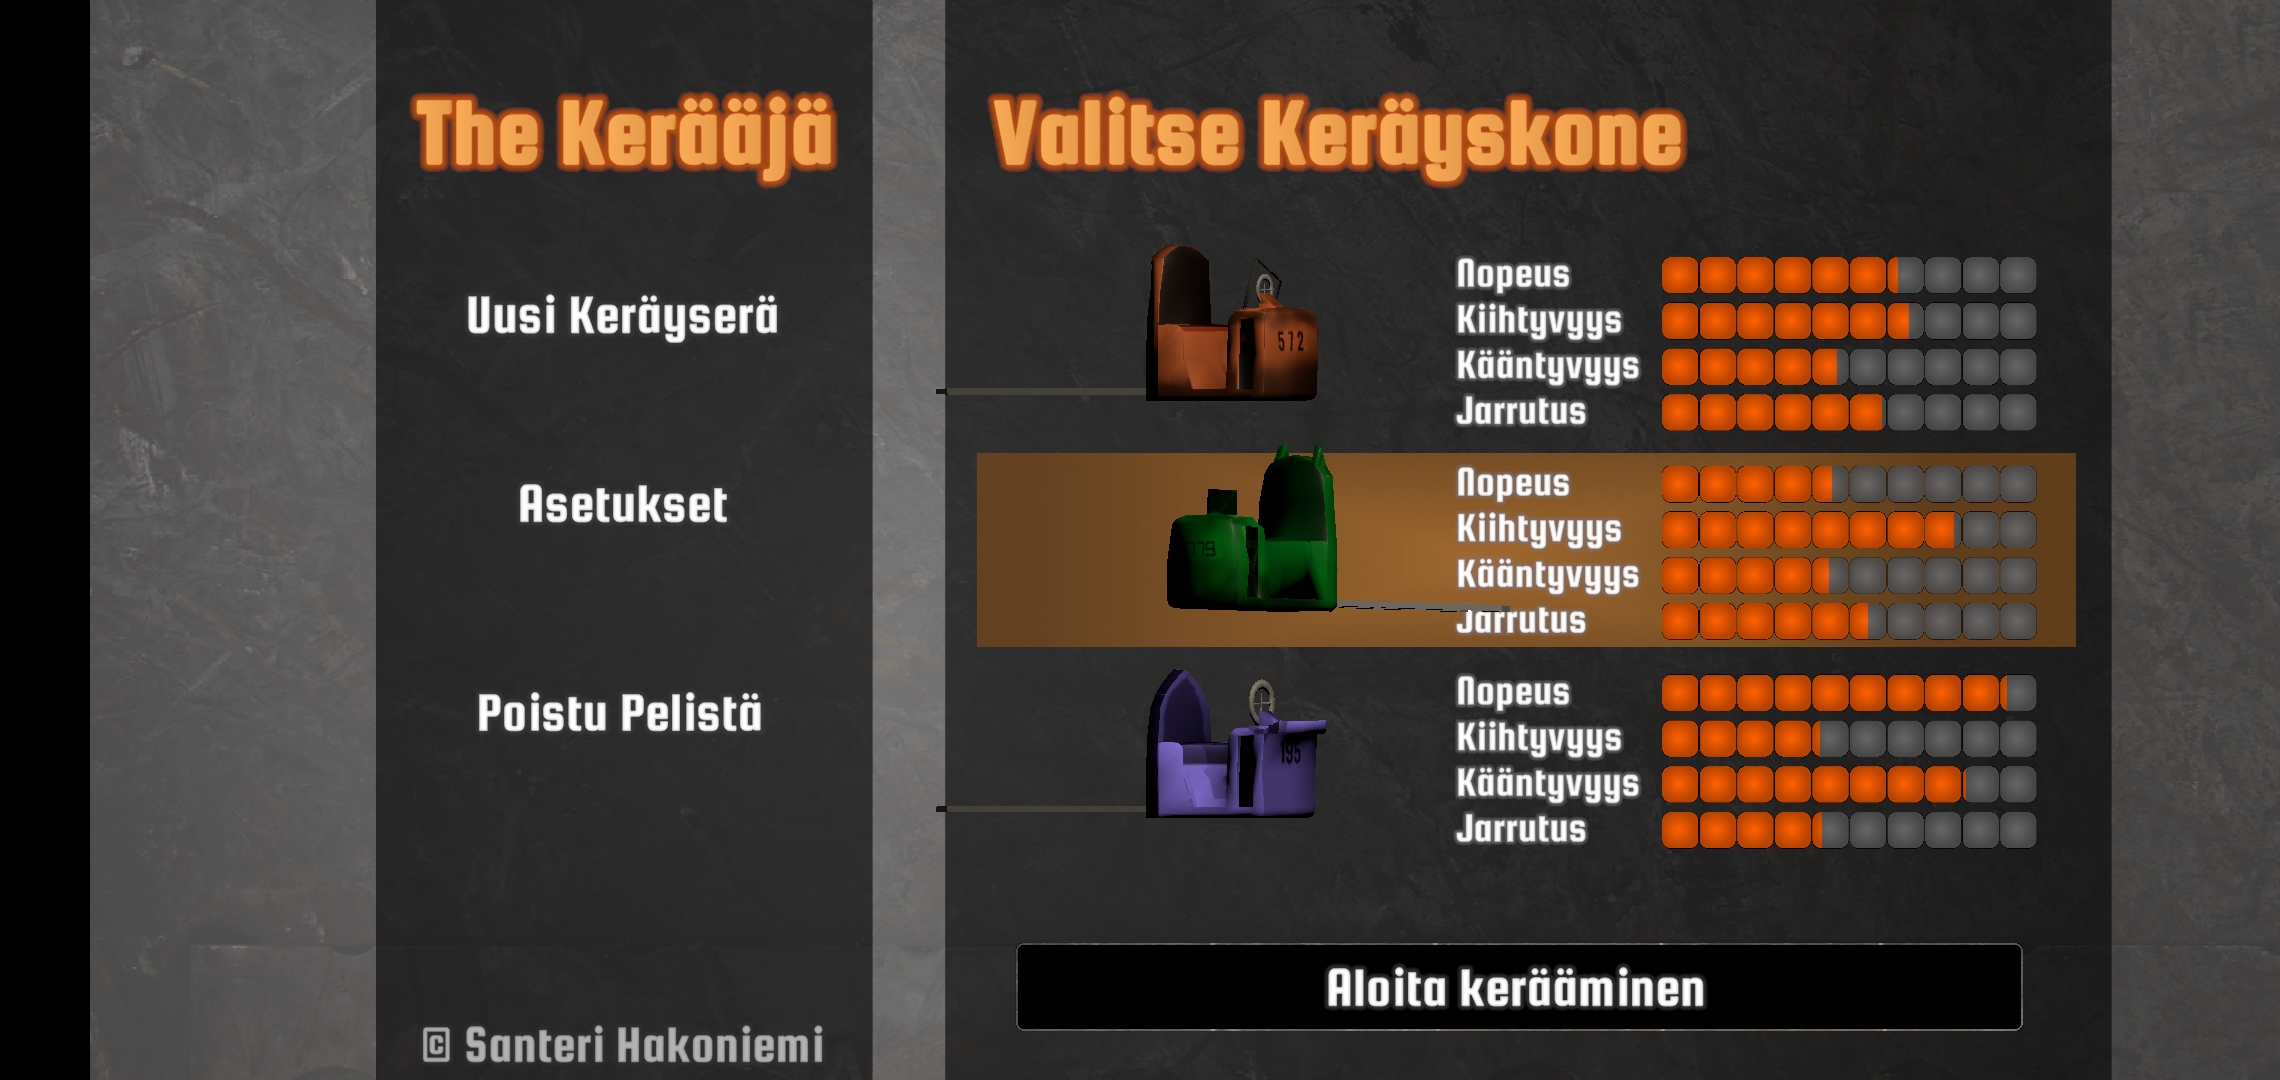 The Kerääjä
Uusi Keräyserä
Asetukset
Poistu Pelistä
© Santeri Hakoniemi
Valitse Keräyskone
572
Nopeus
Kiihtyvyys
Kääntyvyys
Jarrutus
779
Nopeus
Kiihtyvyys
Kääntyvyys
Jarrutus
195
Nopeus
Kiihtyvyys
Kääntyvyys
Jarrutus
Aloita kerääminen